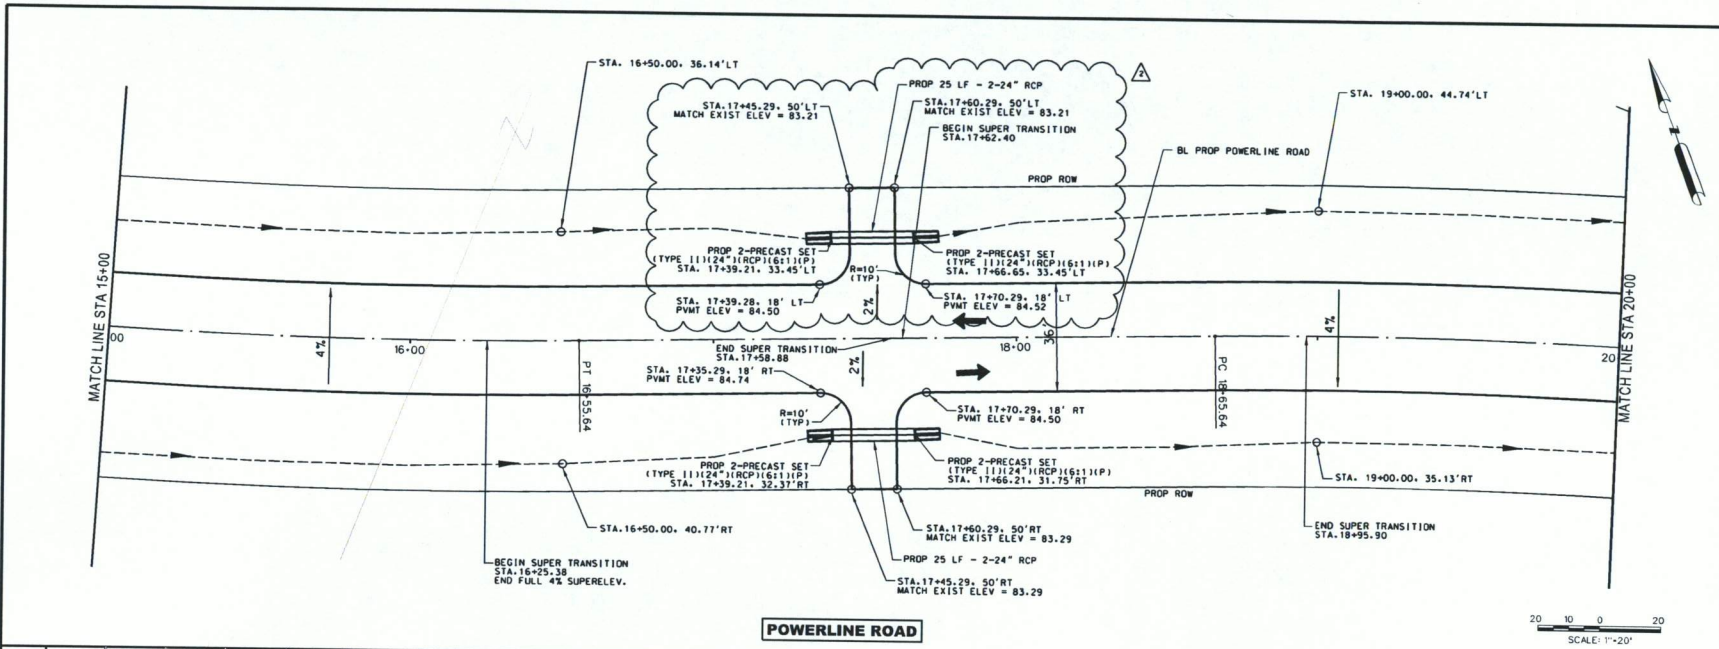 STA. 16+50.00, 36.14'LT
2
PROP 25 LF - 2-24" RCP
STA.17+45.29, 50'LT
MATCH EXIST ELEV = 83.21
STA.17+60.29, 50'LT
MATCH EXIST ELEV = 83.21
STA. 19+00.00, 44.74'LT
BEGIN SUPER TRANSITION
STA.17+62.40
BL PROP POWERLINE ROAD
PROP ROW
PROP 2-PRECAST SET
(TYPE II)(24")(RCP)(6:1)(P)
STA. 17+39.21, 33.45'LT
PROP 2-PRECAST SET
(TYPE II)(24")(RCP)(6:1)(P)
STA. 17+66.65, 33.45'LT
R=10'
(TYP)
STA. 17+39.28, 18' LT
PVMT ELEV = 84.50
2%
STA. 17+70.29, 18' LT
PVMT ELEV = 84.52
MATCH LINE STA 15+00
00
4%
16+00
END SUPER TRANSITION
STA.17+58.88
18+00
36'
4%
20
MATCH LINE STA 20+00
PT 16+55.64
STA. 17+35.29, 18' RT
PVMT ELEV = 84.74
2%
PC 18+65.64
R=10'
(TYP)
STA. 17+70.29, 18' RT
PVMT ELEV = 84.50
PROP 2-PRECAST SET
(TYPE II)(24")(RCP)(6:1)(P)
STA. 17+39.21, 32.37'RT
PROP 2-PRECAST SET
(TYPE II)(24")(RCP)(6:1)(P)
STA. 17+66.21, 31.75'RT
STA. 19+00.00, 35.13'RT
PROP ROW
STA.16+50.00, 40.77'RT
STA.17+60.29, 50'RT
MATCH EXIST ELEV = 83.29
END SUPER TRANSITION
STA.18+95.90
BEGIN SUPER TRANSITION
STA.16+25.38
END FULL 4% SUPERELEV.
PROP 25 LF - 2-24" RCP
STA.17+45.29, 50'RT
MATCH EXIST ELEV = 83.29
POWERLINE ROAD
20 10 0 20
SCALE: 1"=20'